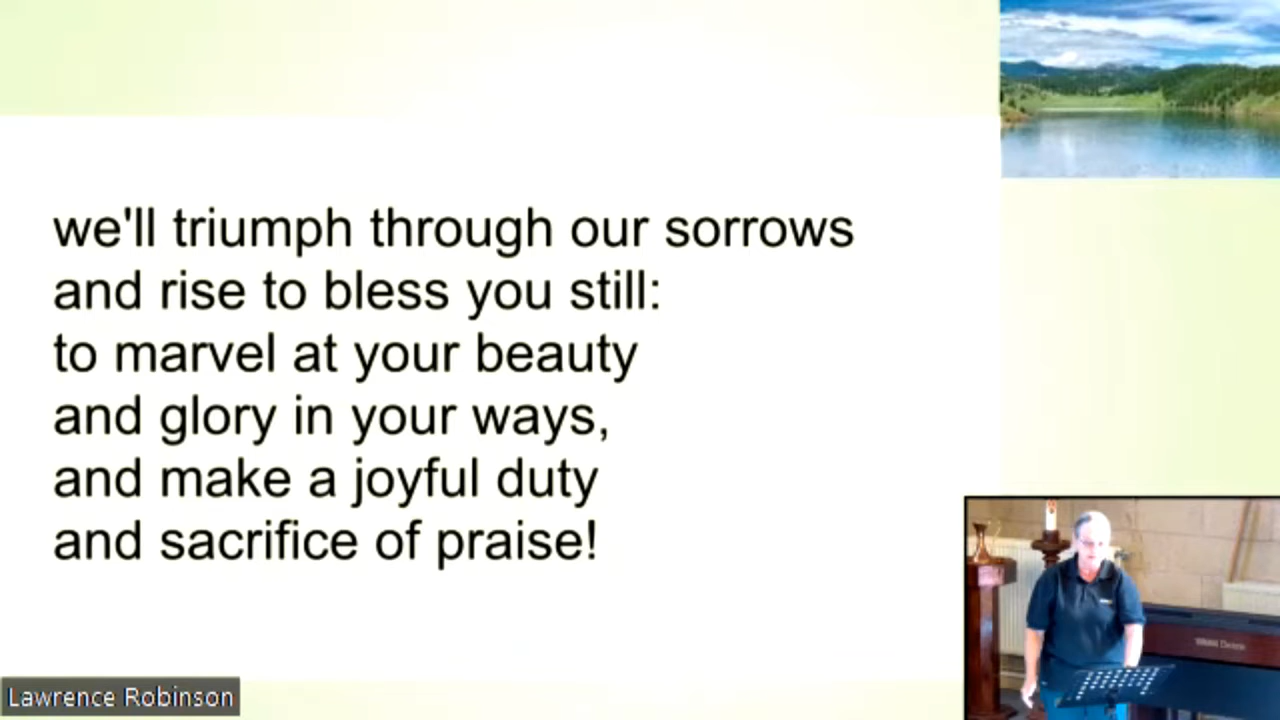 we'll triumph through our sorrows
and rise to bless you still:
to marvel at your beauty
and glory in your ways,
and make a joyful duty
and sacrifice of praise!
Lawrence Robinson